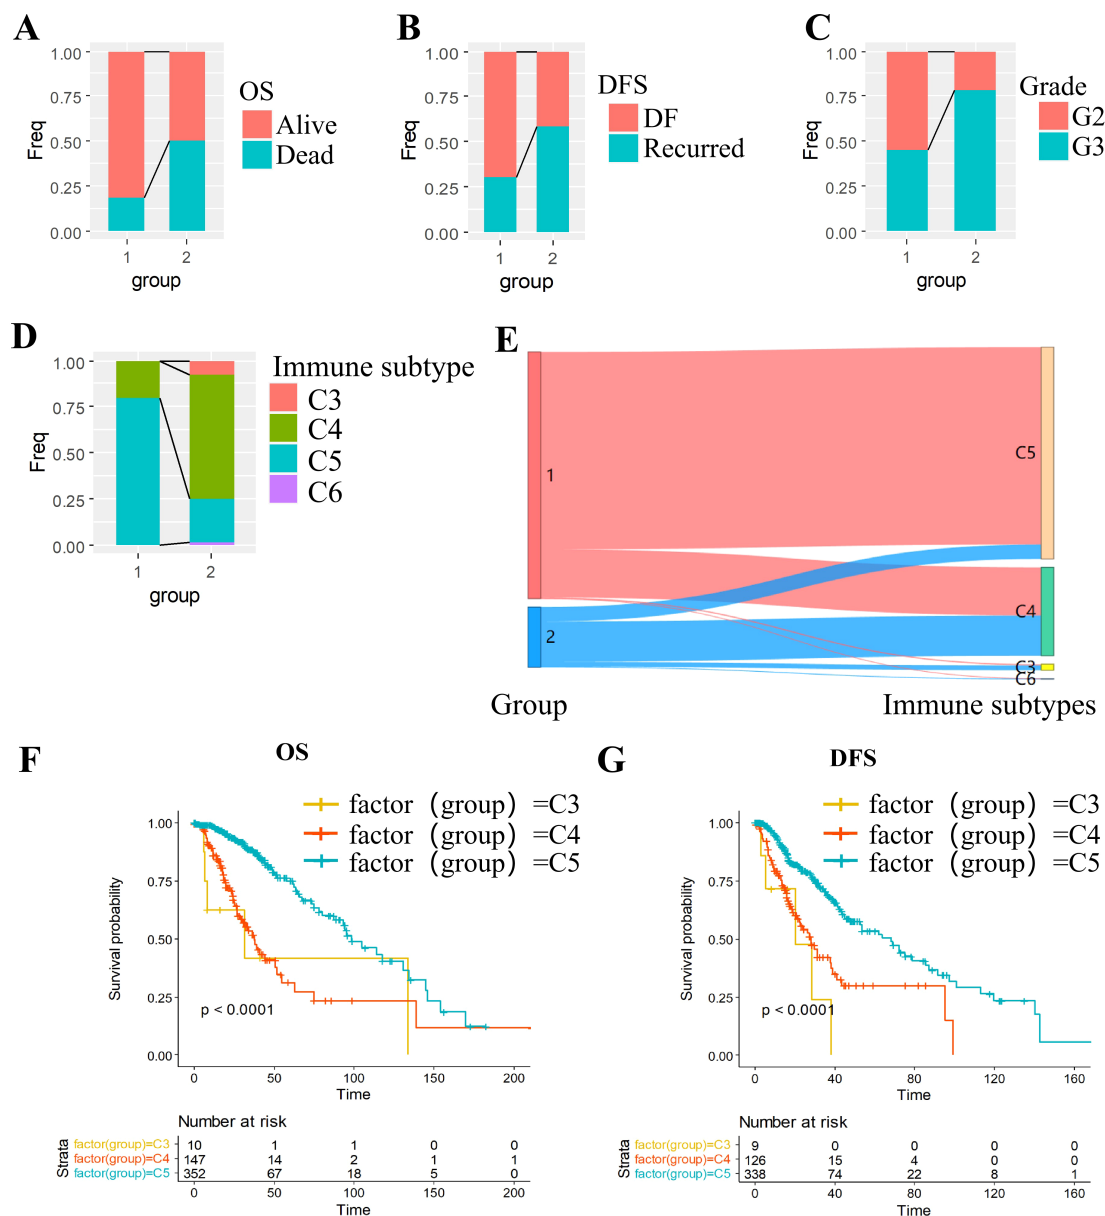 A
1.00
0.75
0.50
0.25
0.00
Freq
1 2
group
OS
Alive
Dead
B
1.00
0.75
0.50
0.25
0.00
Freq
1 2
group
DFS
DF
Recurred
C
1.00
0.75
0.50
0.25
0.00
Freq
1 2
group
Grade
G2
G3
D
1.00
0.75
0.50
0.25
0.00
Freq
1 2
group
Immune subtype
C3
C4
C5
C6
E
1
2
C5
C4
C3
C6
Group
Immune subtypes
F
OS
factor (group) =C3
factor (group) =C4
factor (group) =C5
1.00
0.75
0.50
0.25
0.00
Survival probability
p < 0.0001
0 50 100 150 200
Time
Number at risk
Strata
factor(group)=C3 10 1 1 0 0
factor(group)=C4 147 14 2 1 1
factor(group)=C5 352 67 18 5 0
0 50 100 150 200
Time
G
DFS
factor (group) =C3
factor (group) =C4
factor (group) =C5
1.00
0.75
0.50
0.25
0.00
Survival probability
p < 0.0001
0 40 80 120 160
Time
Number at risk
Strata
factor(group)=C3 9 0 0 0 0
factor(group)=C4 126 15 4 0 0
factor(group)=C5 338 74 22 8 1
0 40 80 120 160
Time